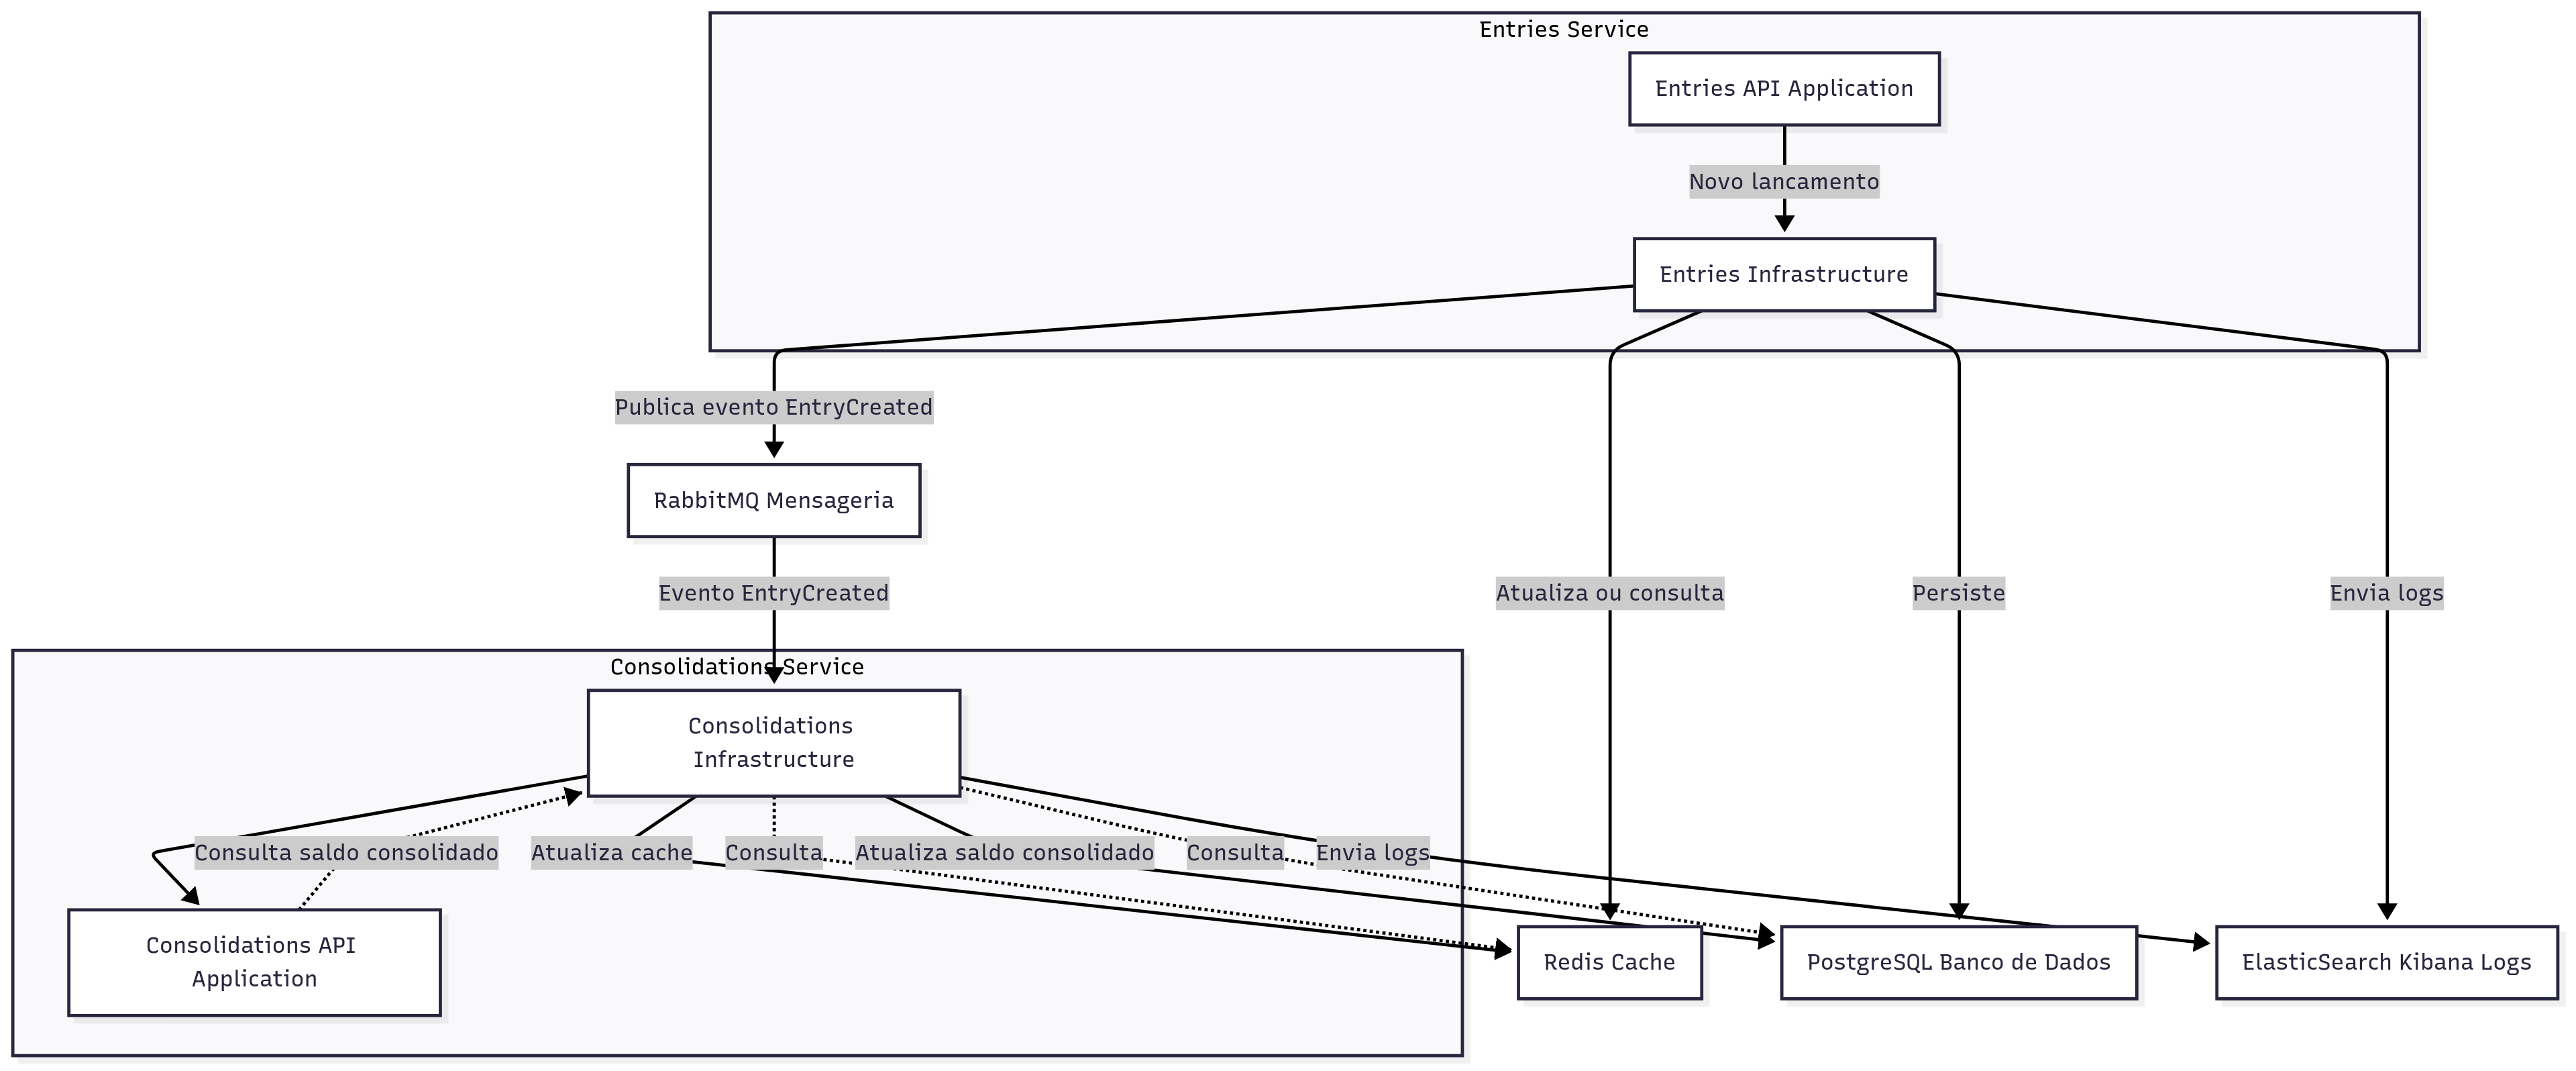 Entries Service
Entries API Application
Novo lancamento
Entries Infrastructure
Publica evento EntryCreated
RabbitMQ Mensageria
Evento EntryCreated
Atualiza ou consulta
Persiste
Envia logs
Consolidations Service
Consolidations
Infrastructure
Consulta saldo consolidado
Atualiza cache
Consulta
Atualiza saldo consolidado
Consulta
Envia logs
Consolidations API
Application
Redis Cache
PostgreSQL Banco de Dados
ElasticSearch Kibana Logs